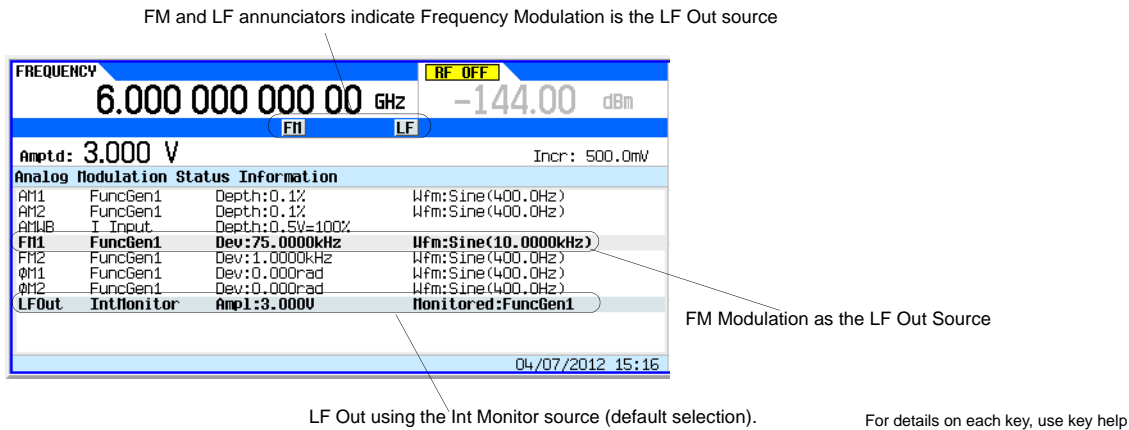 FM and LF annunciators indicate Frequency Modulation is the LF Out source
FREQUENCY RF OFF
6.000 000 000 00 GHz -144.00 dBm
FM LF
Amptd: 3.000 V Incr: 500.0mV
Analog Modulation Status Information
AM1 FuncGen1 Depth:0.1% Wfm:Sine(400.0Hz)
AM2 FuncGen1 Depth:0.1% Wfm:Sine(400.0Hz)
AMWB I Input Depth:0.5V=100%
FM1 FuncGen1 Dev:75.0000kHz Wfm:Sine(10.0000kHz)
FM2 FuncGen1 Dev:1.0000kHz Wfm:Sine(400.0Hz)
ΦM1 FuncGen1 Dev:0.000rad Wfm:Sine(400.0Hz)
ΦM2 FuncGen1 Dev:0.000rad Wfm:Sine(400.0Hz)
LFOut IntMonitor Ampl:3.000V Monitored:FuncGen1
FM Modulation as the LF Out Source
04/07/2012 15:16
LF Out using the Int Monitor source (default selection).
For details on each key, use key help